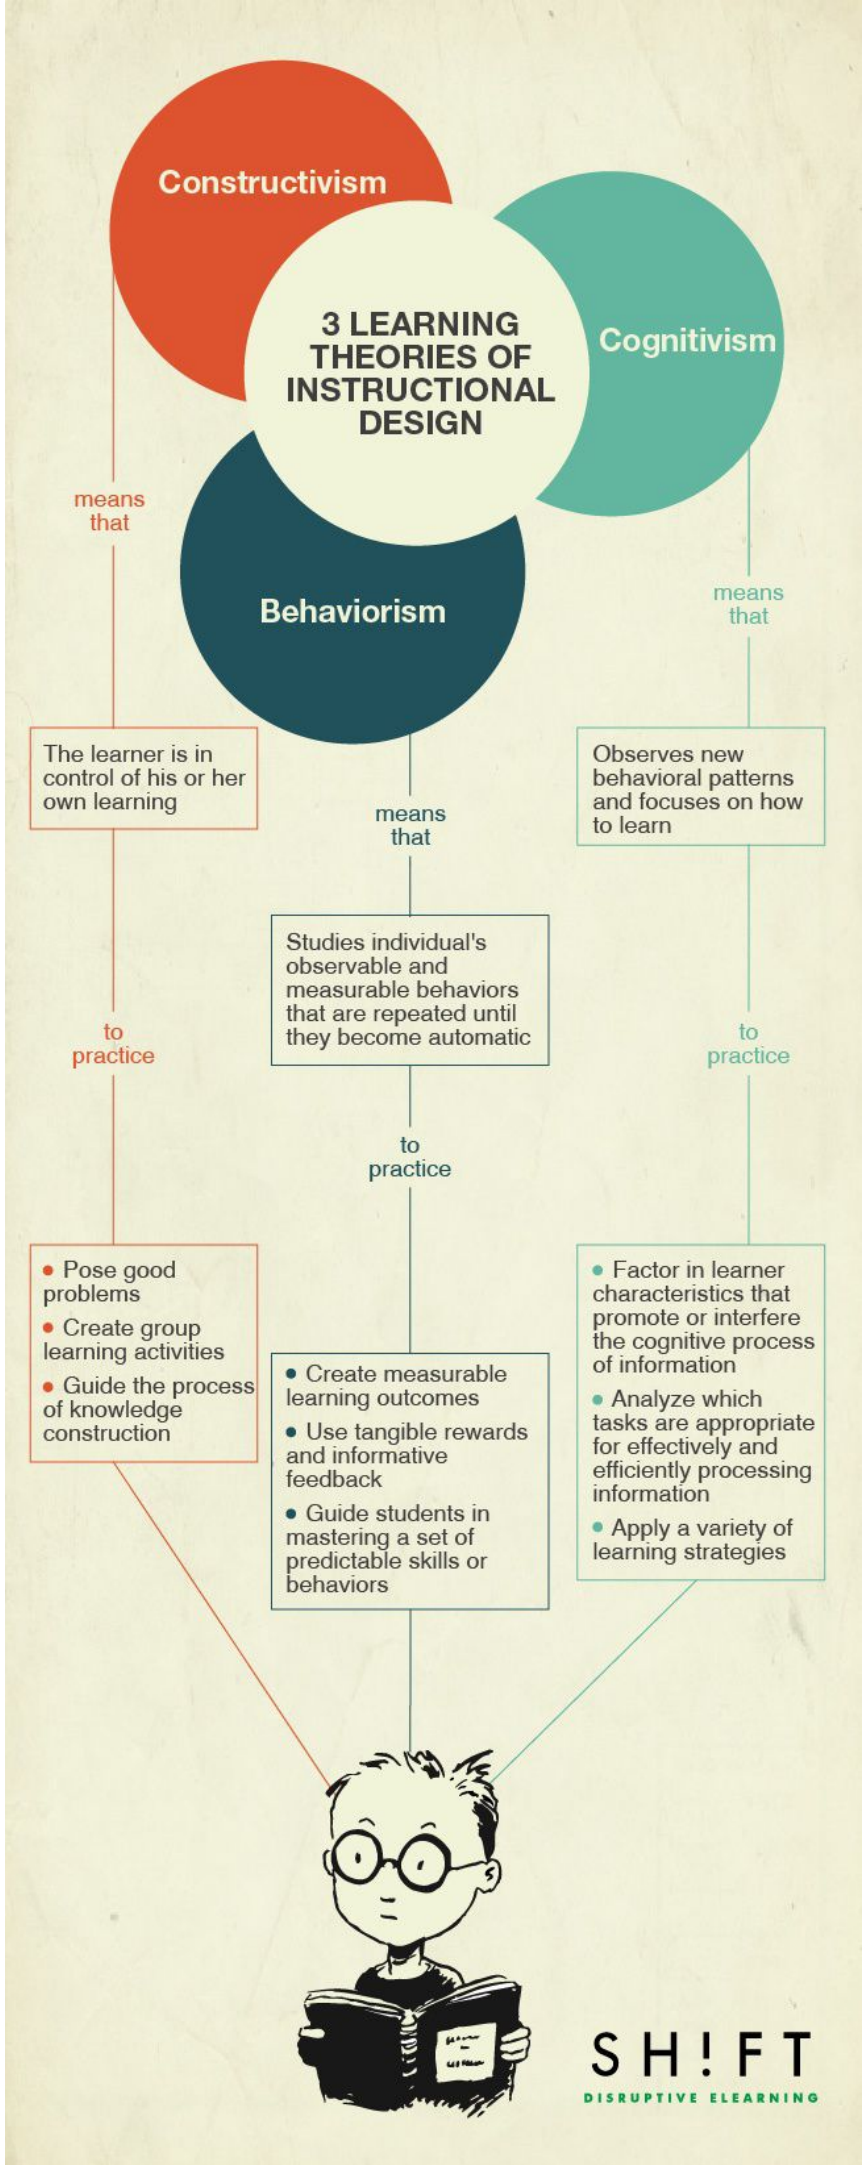 Constructivism
3 LEARNING
THEORIES OF
INSTRUCTIONAL
DESIGN
Cognitivism
Behaviorism
means
that
The learner is in
control of his or her
own learning
to
practice
• Pose good
problems
• Create group
learning activities
• Guide the process
of knowledge
construction
means
that
Studies individual's
observable and
measurable behaviors
that are repeated until
they become automatic
to
practice
• Create measurable
learning outcomes
• Use tangible rewards
and informative
feedback
• Guide students in
mastering a set of
predictable skills or
behaviors
means
that
Observes new
behavioral patterns
and focuses on how
to learn
to
practice
• Factor in learner
characteristics that
promote or interfere
the cognitive process
of information
• Analyze which
tasks are appropriate
for effectively and
efficiently processing
information
• Apply a variety of
learning strategies
SH!FT
DISRUPTIVE ELEARNING